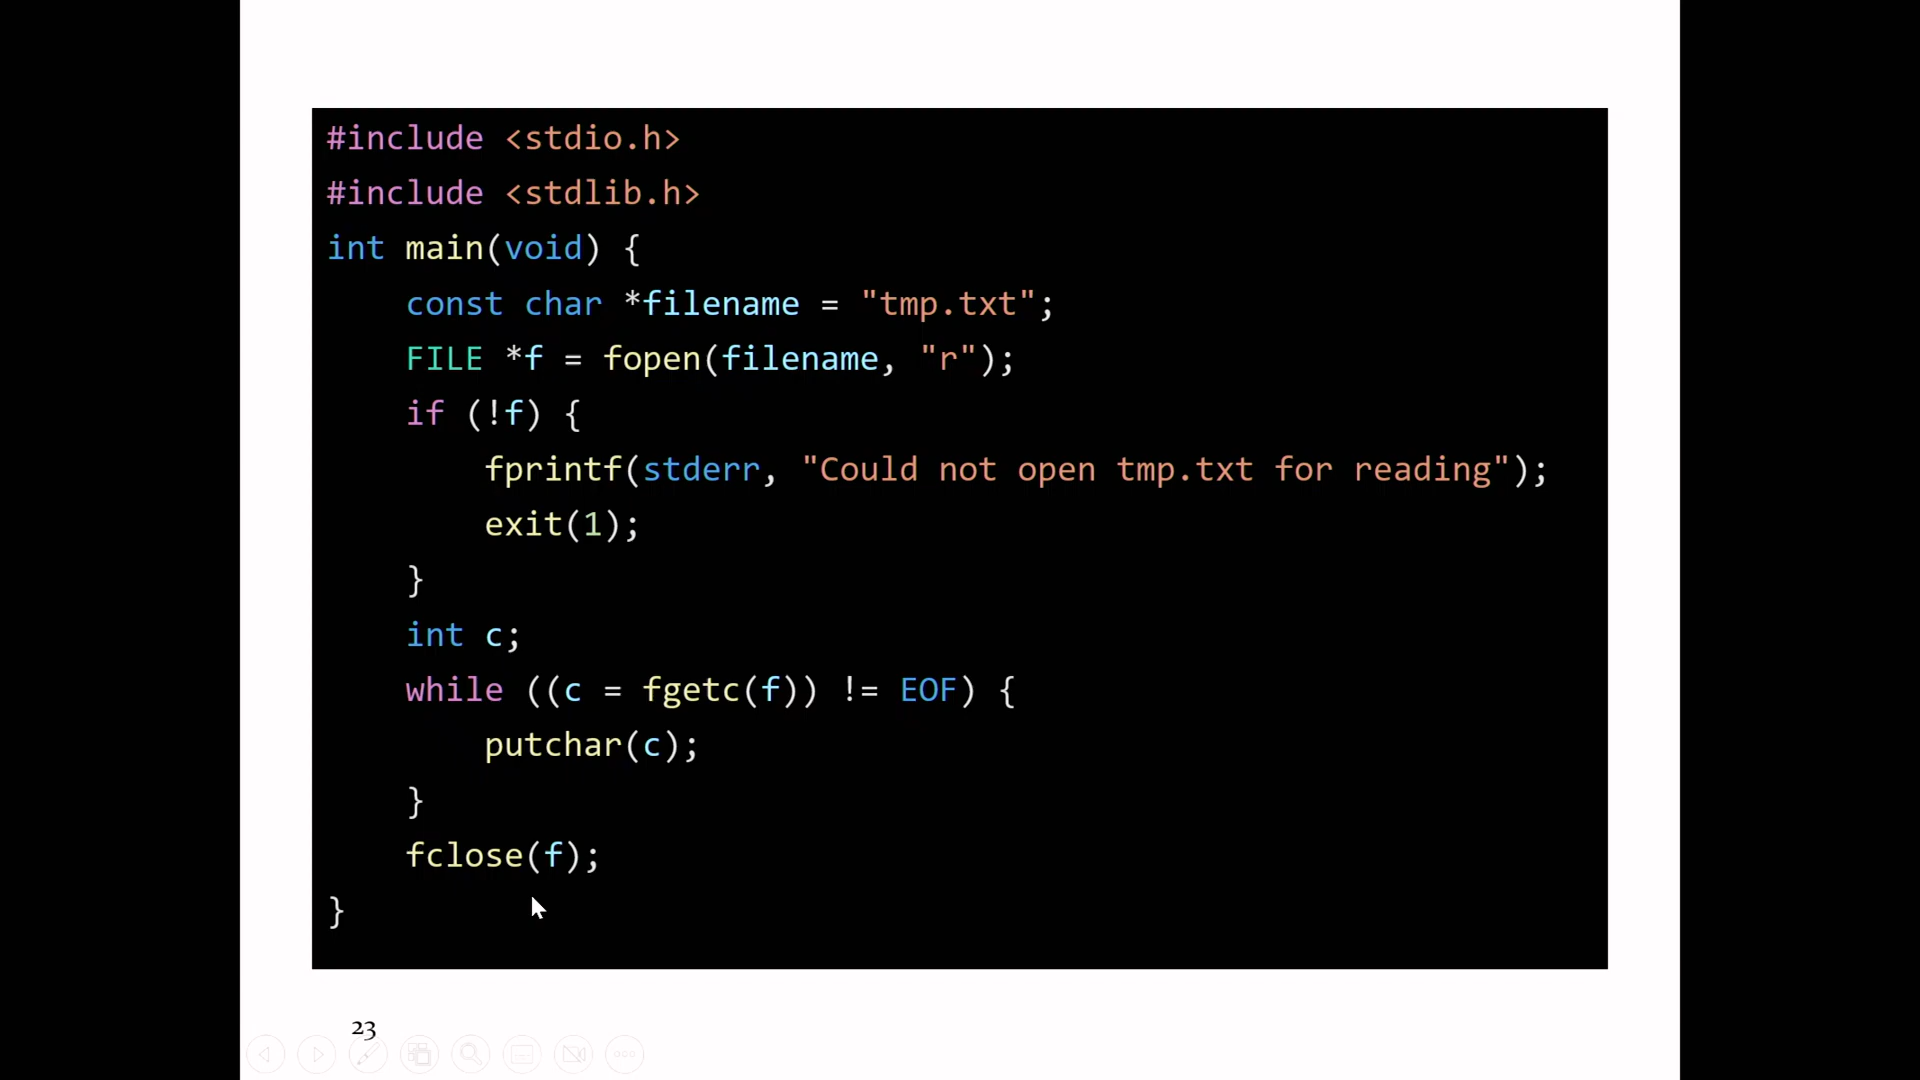 #include <stdio.h>
#include <stdlib.h>
int main(void) {
    const char *filename = "tmp.txt";
    FILE *f = fopen(filename, "r");
    if (!f) {
        fprintf(stderr, "Could not open tmp.txt for reading");
        exit(1);
    }
    int c;
    while ((c = fgetc(f)) != EOF) {
        putchar(c);
    }
    fclose(f);
}
23